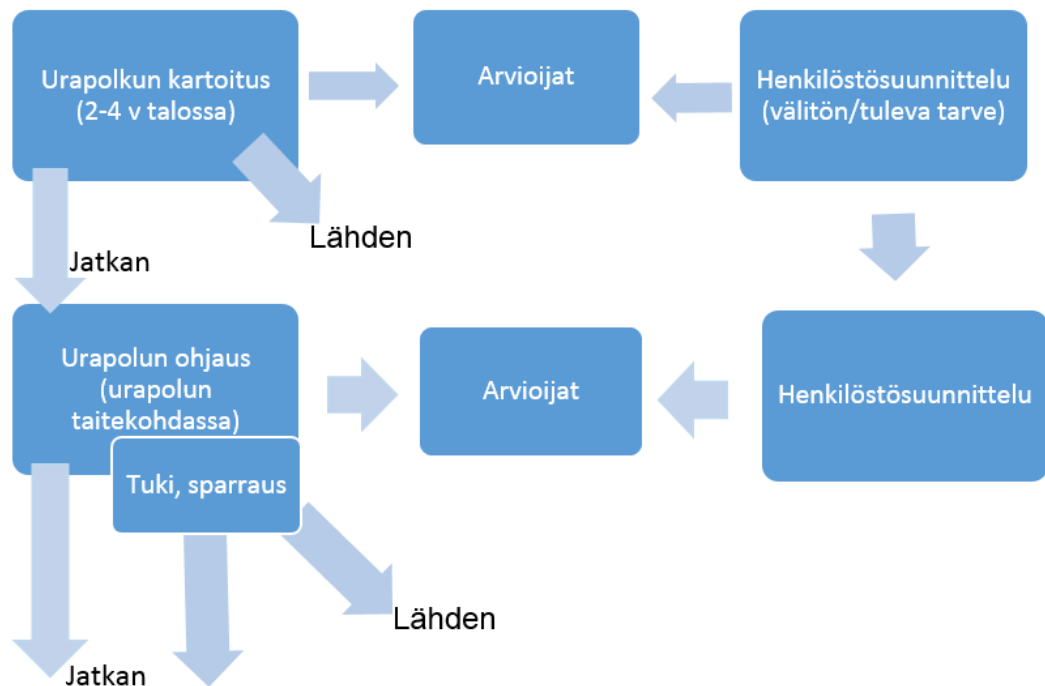 Urapolkun kartoitus
(2-4 v talossa)
Arvioijat
Henkilöstösuunnittelu
(välitön/tuleva tarve)
Lähden
Jatkan
Urapolun ohjaus
(urapolun
taitekohdassa)
Arvioijat
Henkilöstösuunnittelu
Tuki, sparraus
Lähden
Jatkan